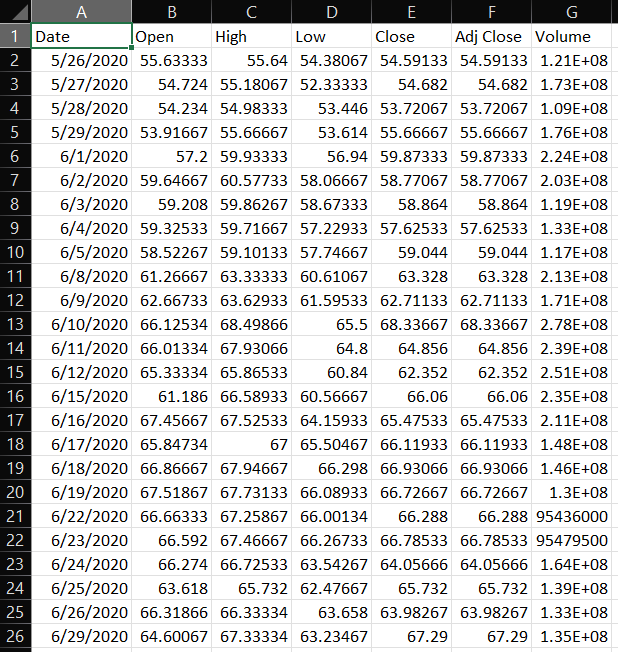 A B C D E F G
1 Date Open High Low Close Adj Close Volume
2 5/26/2020 55.63333 55.64 54.38067 54.59133 54.59133 1.21E+08
3 5/27/2020 54.724 55.18067 52.33333 54.682 54.682 1.73E+08
4 5/28/2020 54.234 54.98333 53.446 53.72067 53.72067 1.09E+08
5 5/29/2020 53.91667 55.66667 53.614 55.66667 55.66667 1.76E+08
6 6/1/2020 57.2 59.93333 56.94 59.87333 59.87333 2.24E+08
7 6/2/2020 59.64667 60.57733 58.06667 58.77067 58.77067 2.03E+08
8 6/3/2020 59.208 59.86267 58.67333 58.864 58.864 1.19E+08
9 6/4/2020 59.32533 59.71667 57.22933 57.62533 57.62533 1.33E+08
10 6/5/2020 58.52267 59.10133 57.74667 59.044 59.044 1.17E+08
11 6/8/2020 61.26667 63.33333 60.61067 63.328 63.328 2.13E+08
12 6/9/2020 62.66733 63.62933 61.59533 62.71133 62.71133 1.71E+08
13 6/10/2020 66.12534 68.49866 65.5 68.33667 68.33667 2.78E+08
14 6/11/2020 66.01334 67.93066 64.8 64.856 64.856 2.39E+08
15 6/12/2020 65.33334 65.86533 60.84 62.352 62.352 2.51E+08
16 6/15/2020 61.186 66.58933 60.56667 66.06 66.06 2.35E+08
17 6/16/2020 67.45667 67.52533 64.15933 65.47533 65.47533 2.11E+08
18 6/17/2020 65.84734 67 65.50467 66.11933 66.11933 1.48E+08
19 6/18/2020 66.86667 67.94667 66.298 66.93066 66.93066 1.46E+08
20 6/19/2020 67.51867 67.73133 66.08933 66.72667 66.72667 1.3E+08
21 6/22/2020 66.66333 67.25867 66.00134 66.288 66.288 95436000
22 6/23/2020 66.592 67.46667 66.26733 66.78533 66.78533 95479500
23 6/24/2020 66.274 66.72533 63.54267 64.05666 64.05666 1.64E+08
24 6/25/2020 63.618 65.732 62.47667 65.732 65.732 1.39E+08
25 6/26/2020 66.31866 66.33334 63.658 63.98267 63.98267 1.33E+08
26 6/29/2020 64.60067 67.33334 63.23467 67.29 67.29 1.35E+08